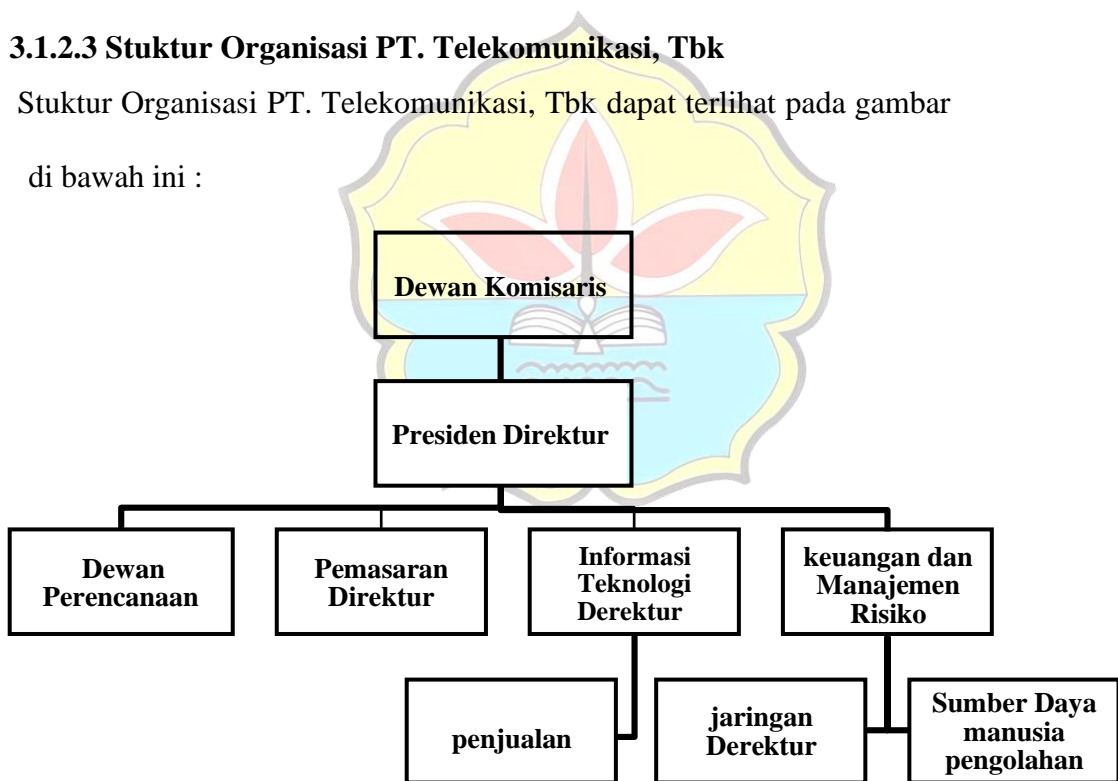 3.1.2.3 Stuktur Organisasi PT. Telekomunikasi, Tbk
Stuktur Organisasi PT. Telekomunikasi, Tbk dapat terlihat pada gambar
di bawah ini :
Dewan Komisaris
Presiden Direktur
Dewan
Perencanaan
Pemasaran
Direktur
Informasi
Teknologi
Derektur
keuangan dan
Manajemen
Risiko
penjualan
jaringan
Derektur
Sumber Daya
manusia
pengolahan